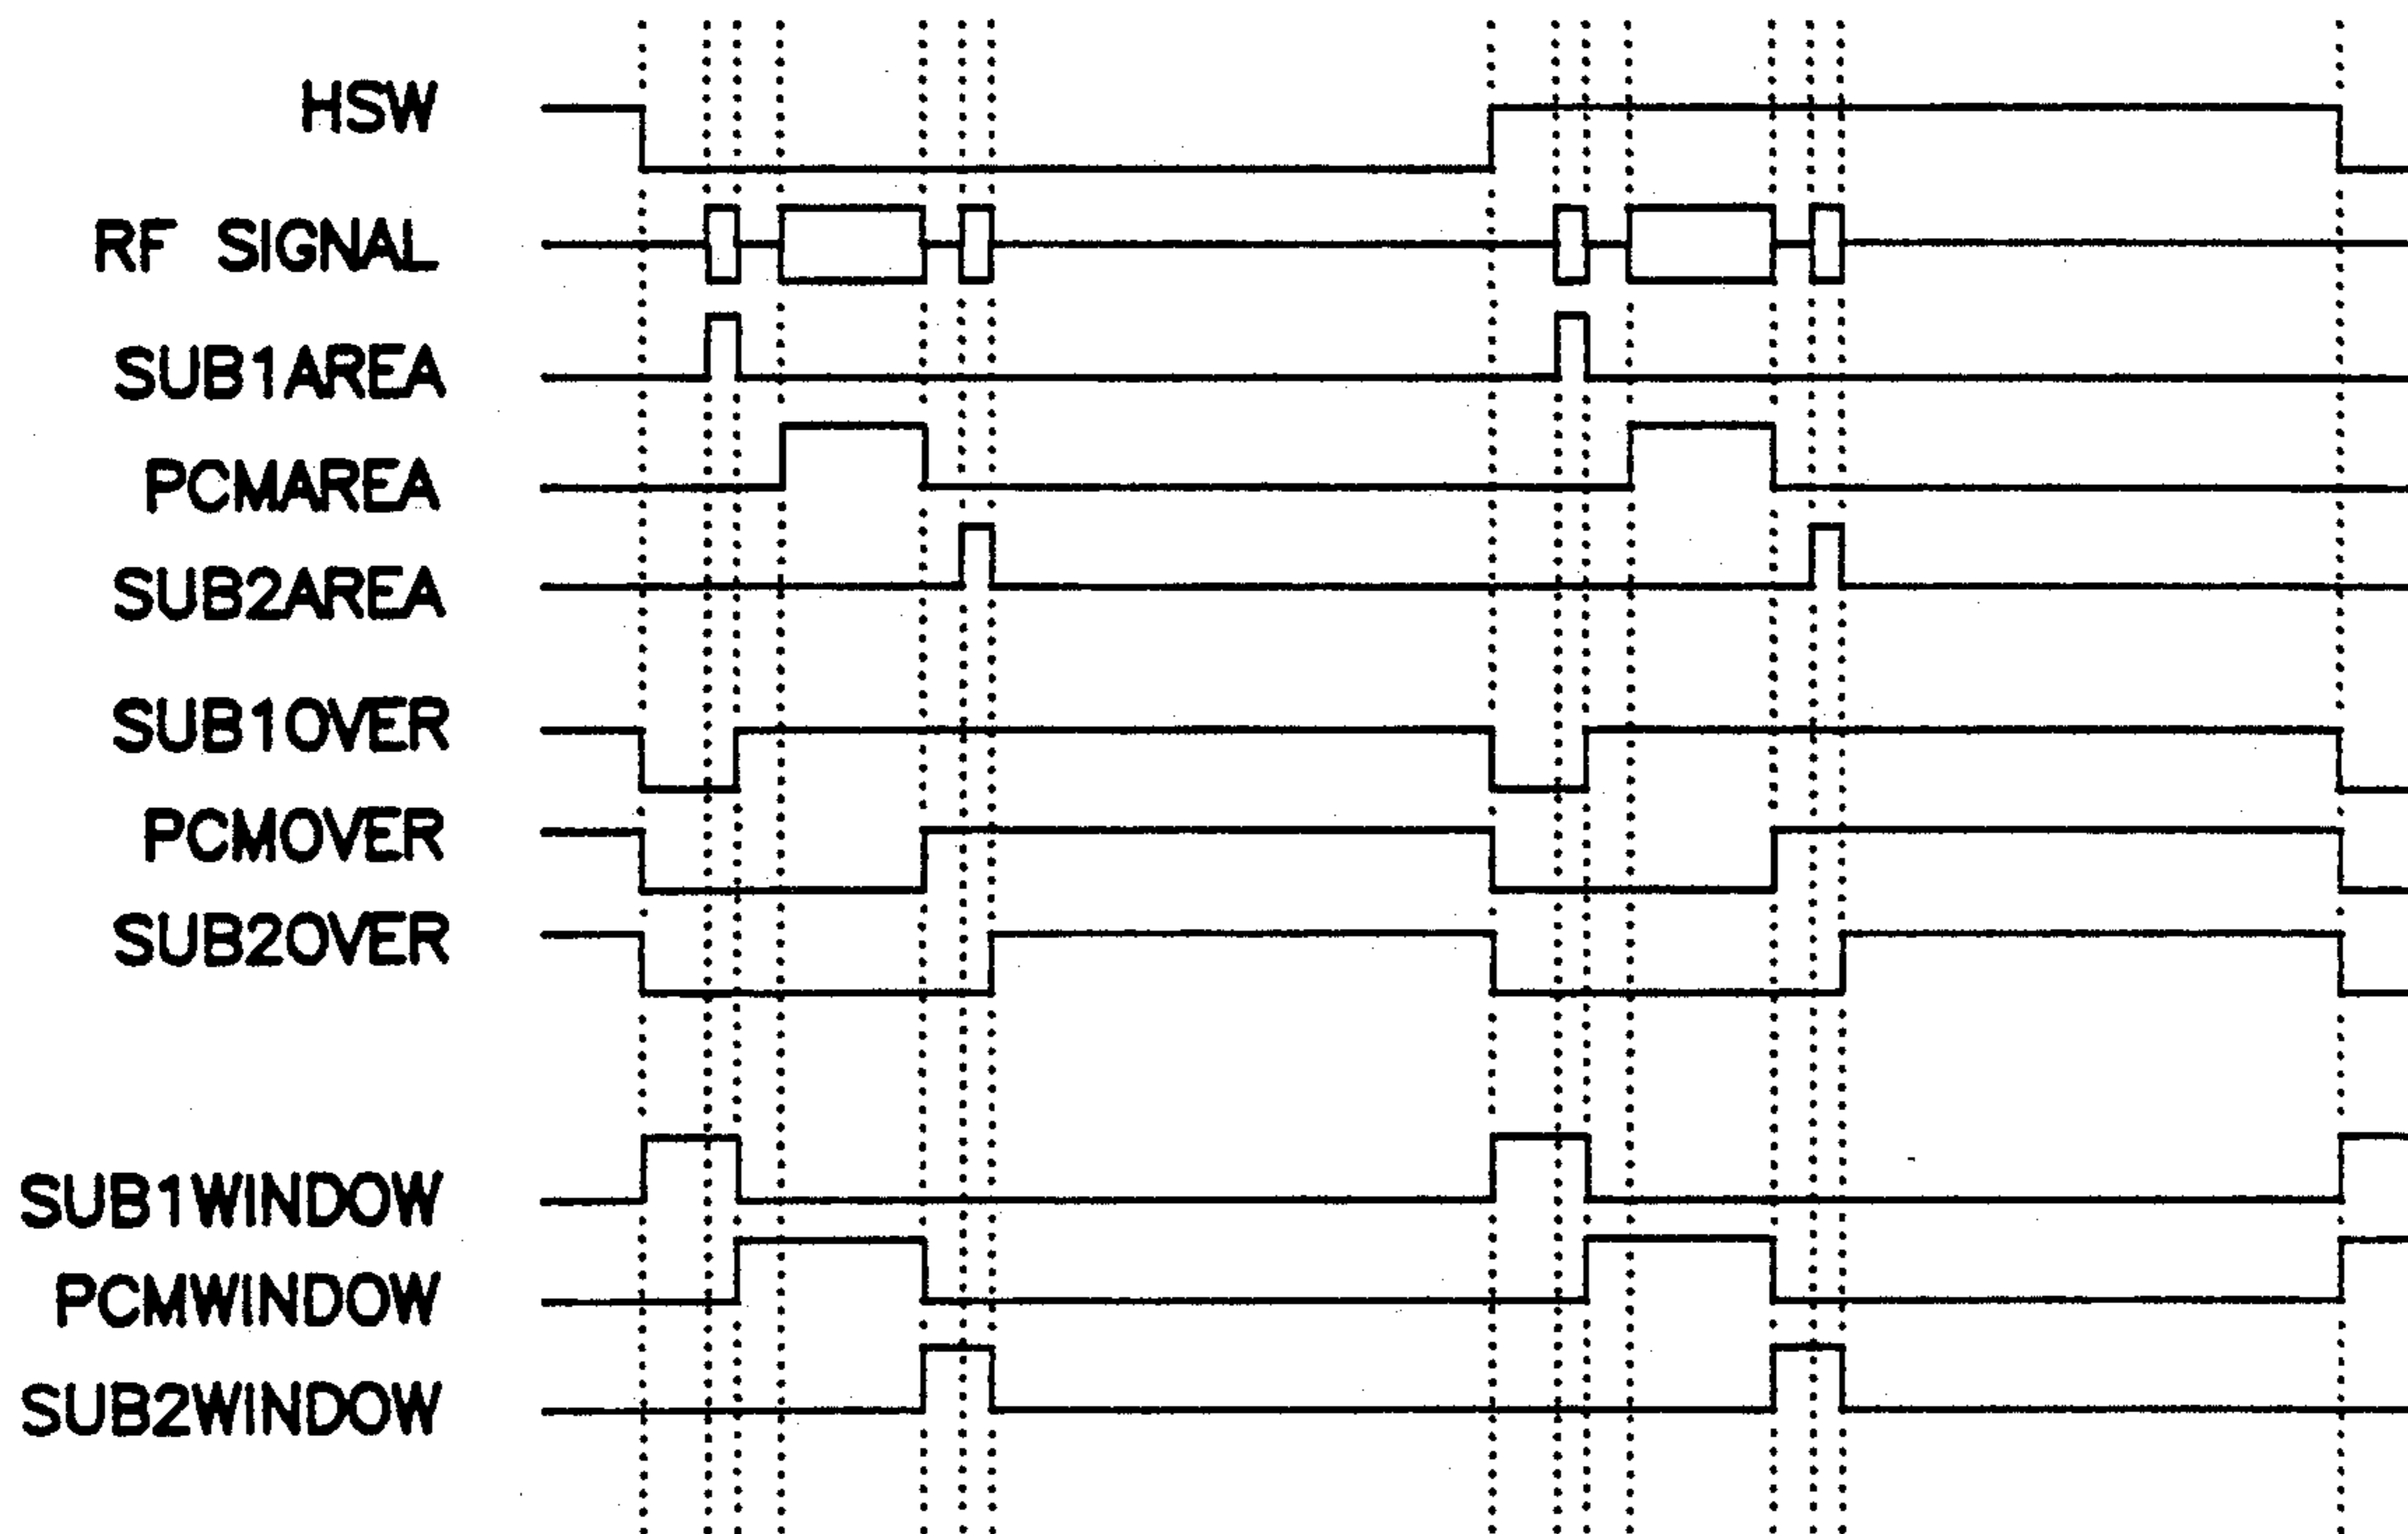 HSW
RF SIGNAL
SUB1AREA
PCMAREA
SUB2AREA
SUB1OVER
PCMOVER
SUB2OVER
SUB1WINDOW
PCMWINDOW
SUB2WINDOW